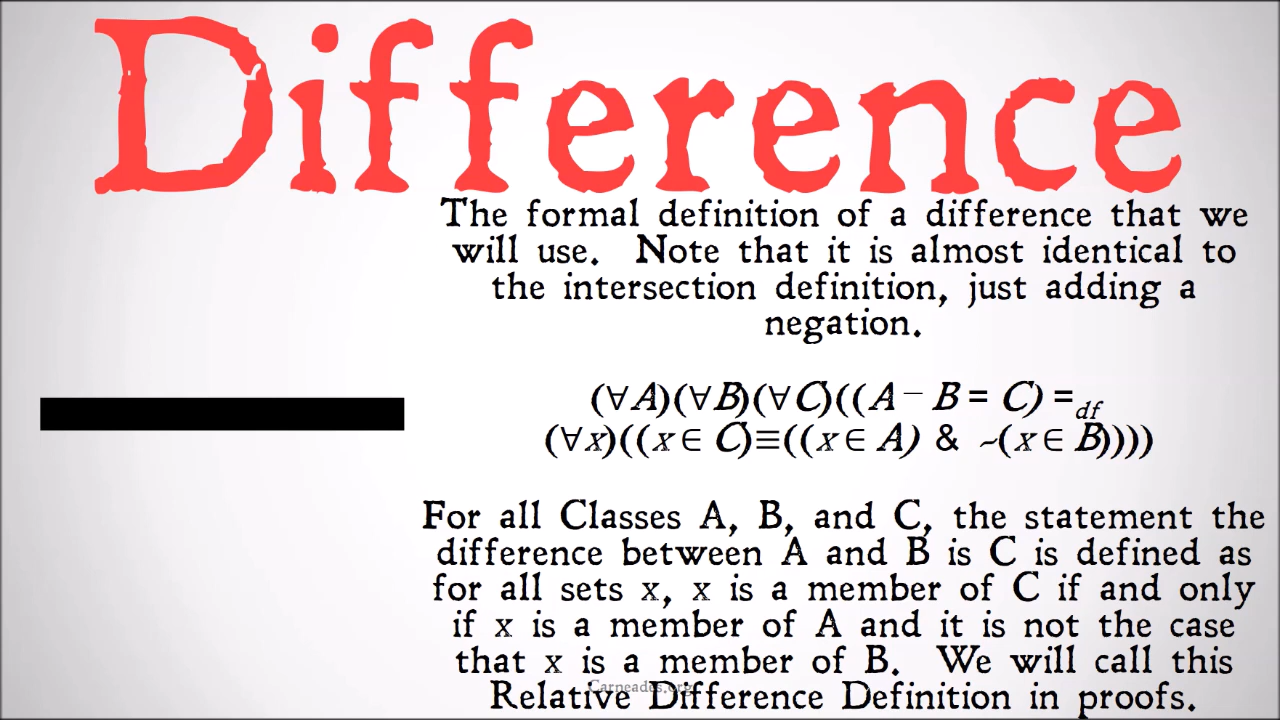 Difference
The formal definition of a difference that we
will use. Note that it is almost identical to
the intersection definition, just adding a
negation.
(∀A)(∀B)(∀C)((A−B = C) =df
(∀x)((x∈ C)≡((x∈ A) & ~(x∈ B))))
For all Classes A, B, and C, the statement the
difference between A and B is C is defined as
for all sets x, x is a member of C if and only
if x is a member of A and it is not the case
that x is a member of B. We will call this
Carneades.org
Relative Difference Definition in proofs.